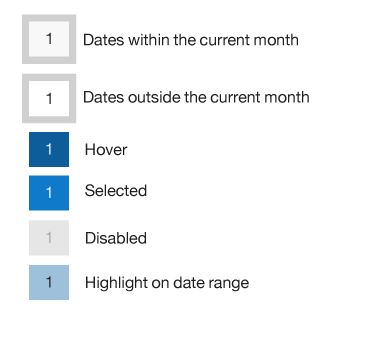 1 Dates within the current month
1 Dates outside the current month
1 Hover
1 Selected
1 Disabled
1 Highlight on date range